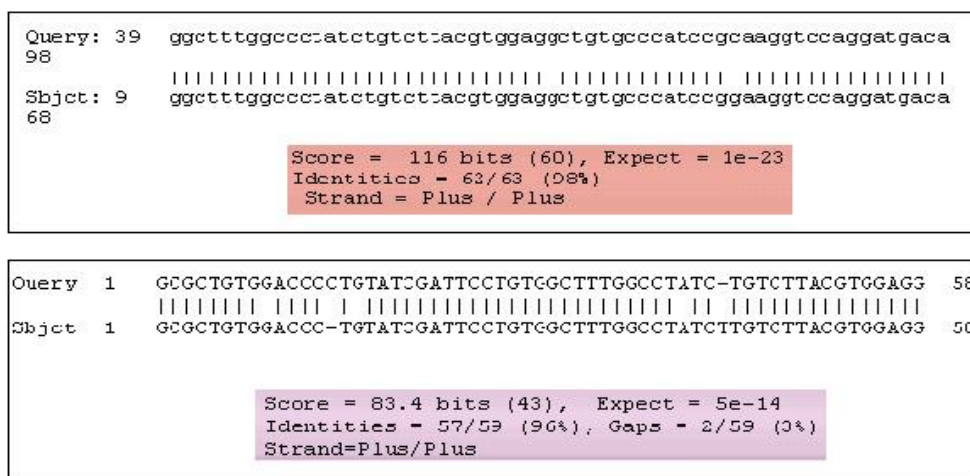 Query: 39 ggctttggccctatctgtcttacgtggaggctgtgcccatccgcaaggtccaggatgaca
98
Sbjct: 9 ggctttggccctatctgtcttacgtggaggctgtgcccatccggaaggtccaggatgaca
68
Score = 116 bits (60), Expect = 1e-23
Identities = 62/63 (98%)
Strand = Plus / Plus
Query 1 GCGCTGTGGACCCCTGTATCGATTCCTGTGGCTTTGGCCTATC-TGTCTTACGTGGAGG 58
Sbjct 1 GCGCTGTGGACCC-TGTATCGATTCCTGTGGCTTTGGCCTATCTTGTCTTACGTGGAGG
Score = 83.4 bits (43), Expect = 5e-14
Identities = 57/59 (96%), Gaps = 2/59 (3%)
Strand=Plus/Plus